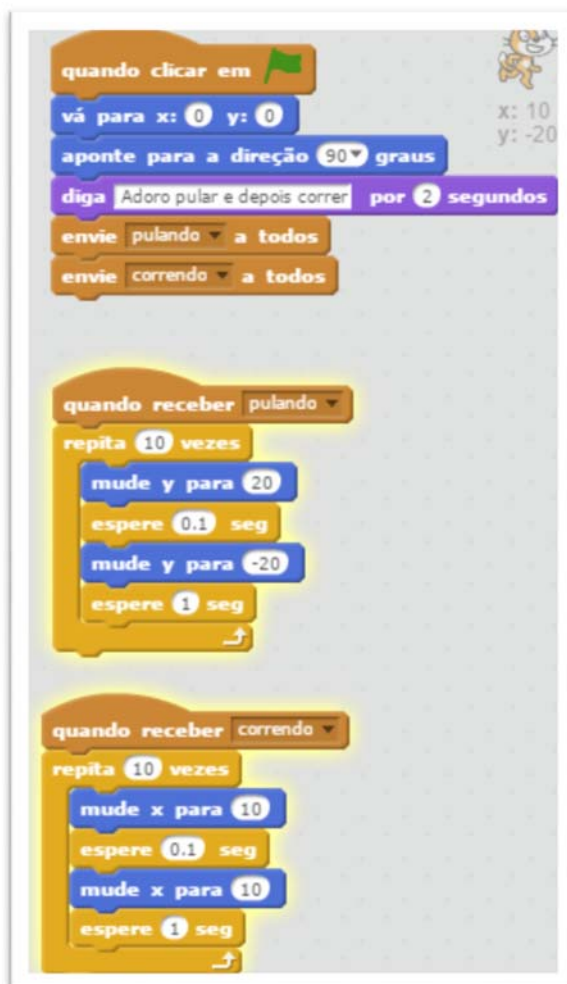 quando clicar em
vá para x: 0 y: 0
aponte para a direção 90 graus
diga Adoro pular e depois correr por 2 segundos
envie pulando a todos
envie correndo a todos
x: 10
y: -20
quando receber pulando
repita 10 vezes
mude y para 20
espere 0.1 seg
mude y para -20
espere 1 seg
quando receber correndo
repita 10 vezes
mude x para 10
espere 0.1 seg
mude x para 10
espere 1 seg